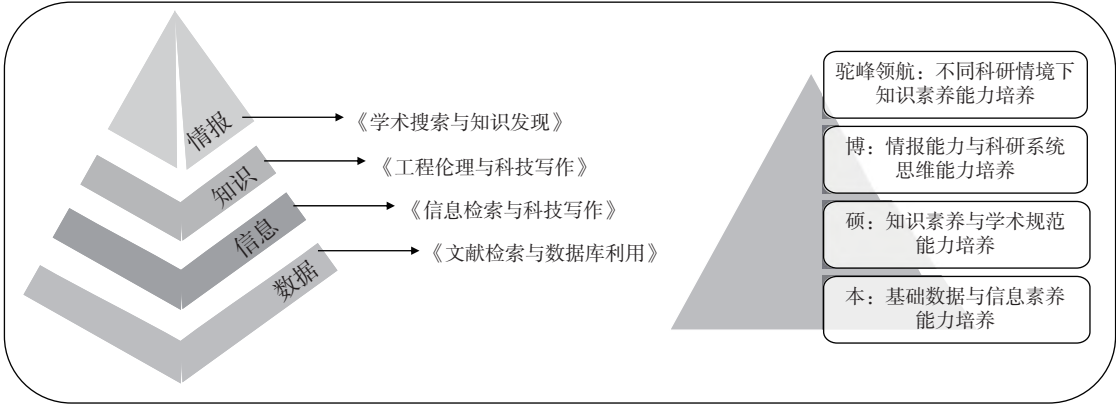 情报
《学术搜索与知识发现》
知识
《工程伦理与科技写作》
信息
《信息检索与科技写作》
数据
《文献检索与数据库利用》
驼峰领航：不同科研情境下
知识素养能力培养
博：情报能力与科研系统
思维能力培养
硕：知识素养与学术规范
能力培养
本：基础数据与信息素养
能力培养